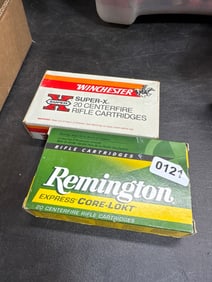 WINCHESTER
X
SUPER-X
20 CENTERFIRE
RIFLE CARTRIDGES
RIFLE CARTRIDGES
0121
Remington
EXPRESS CORE-LOKT
20 CENTERFIRE RIFLE CARTRIDGES